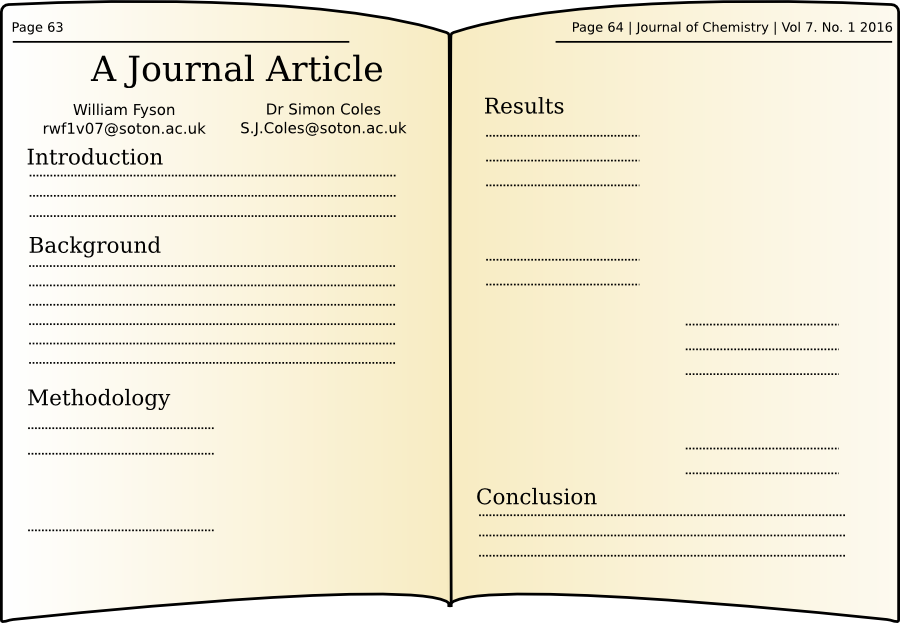 Page 63
A Journal Article
William Fyson
rwf1v07@soton.ac.uk
Dr Simon Coles
S.J.Coles@soton.ac.uk
Introduction
Background
Methodology
Page 64 | Journal of Chemistry | Vol 7. No. 1 2016
Results
Conclusion